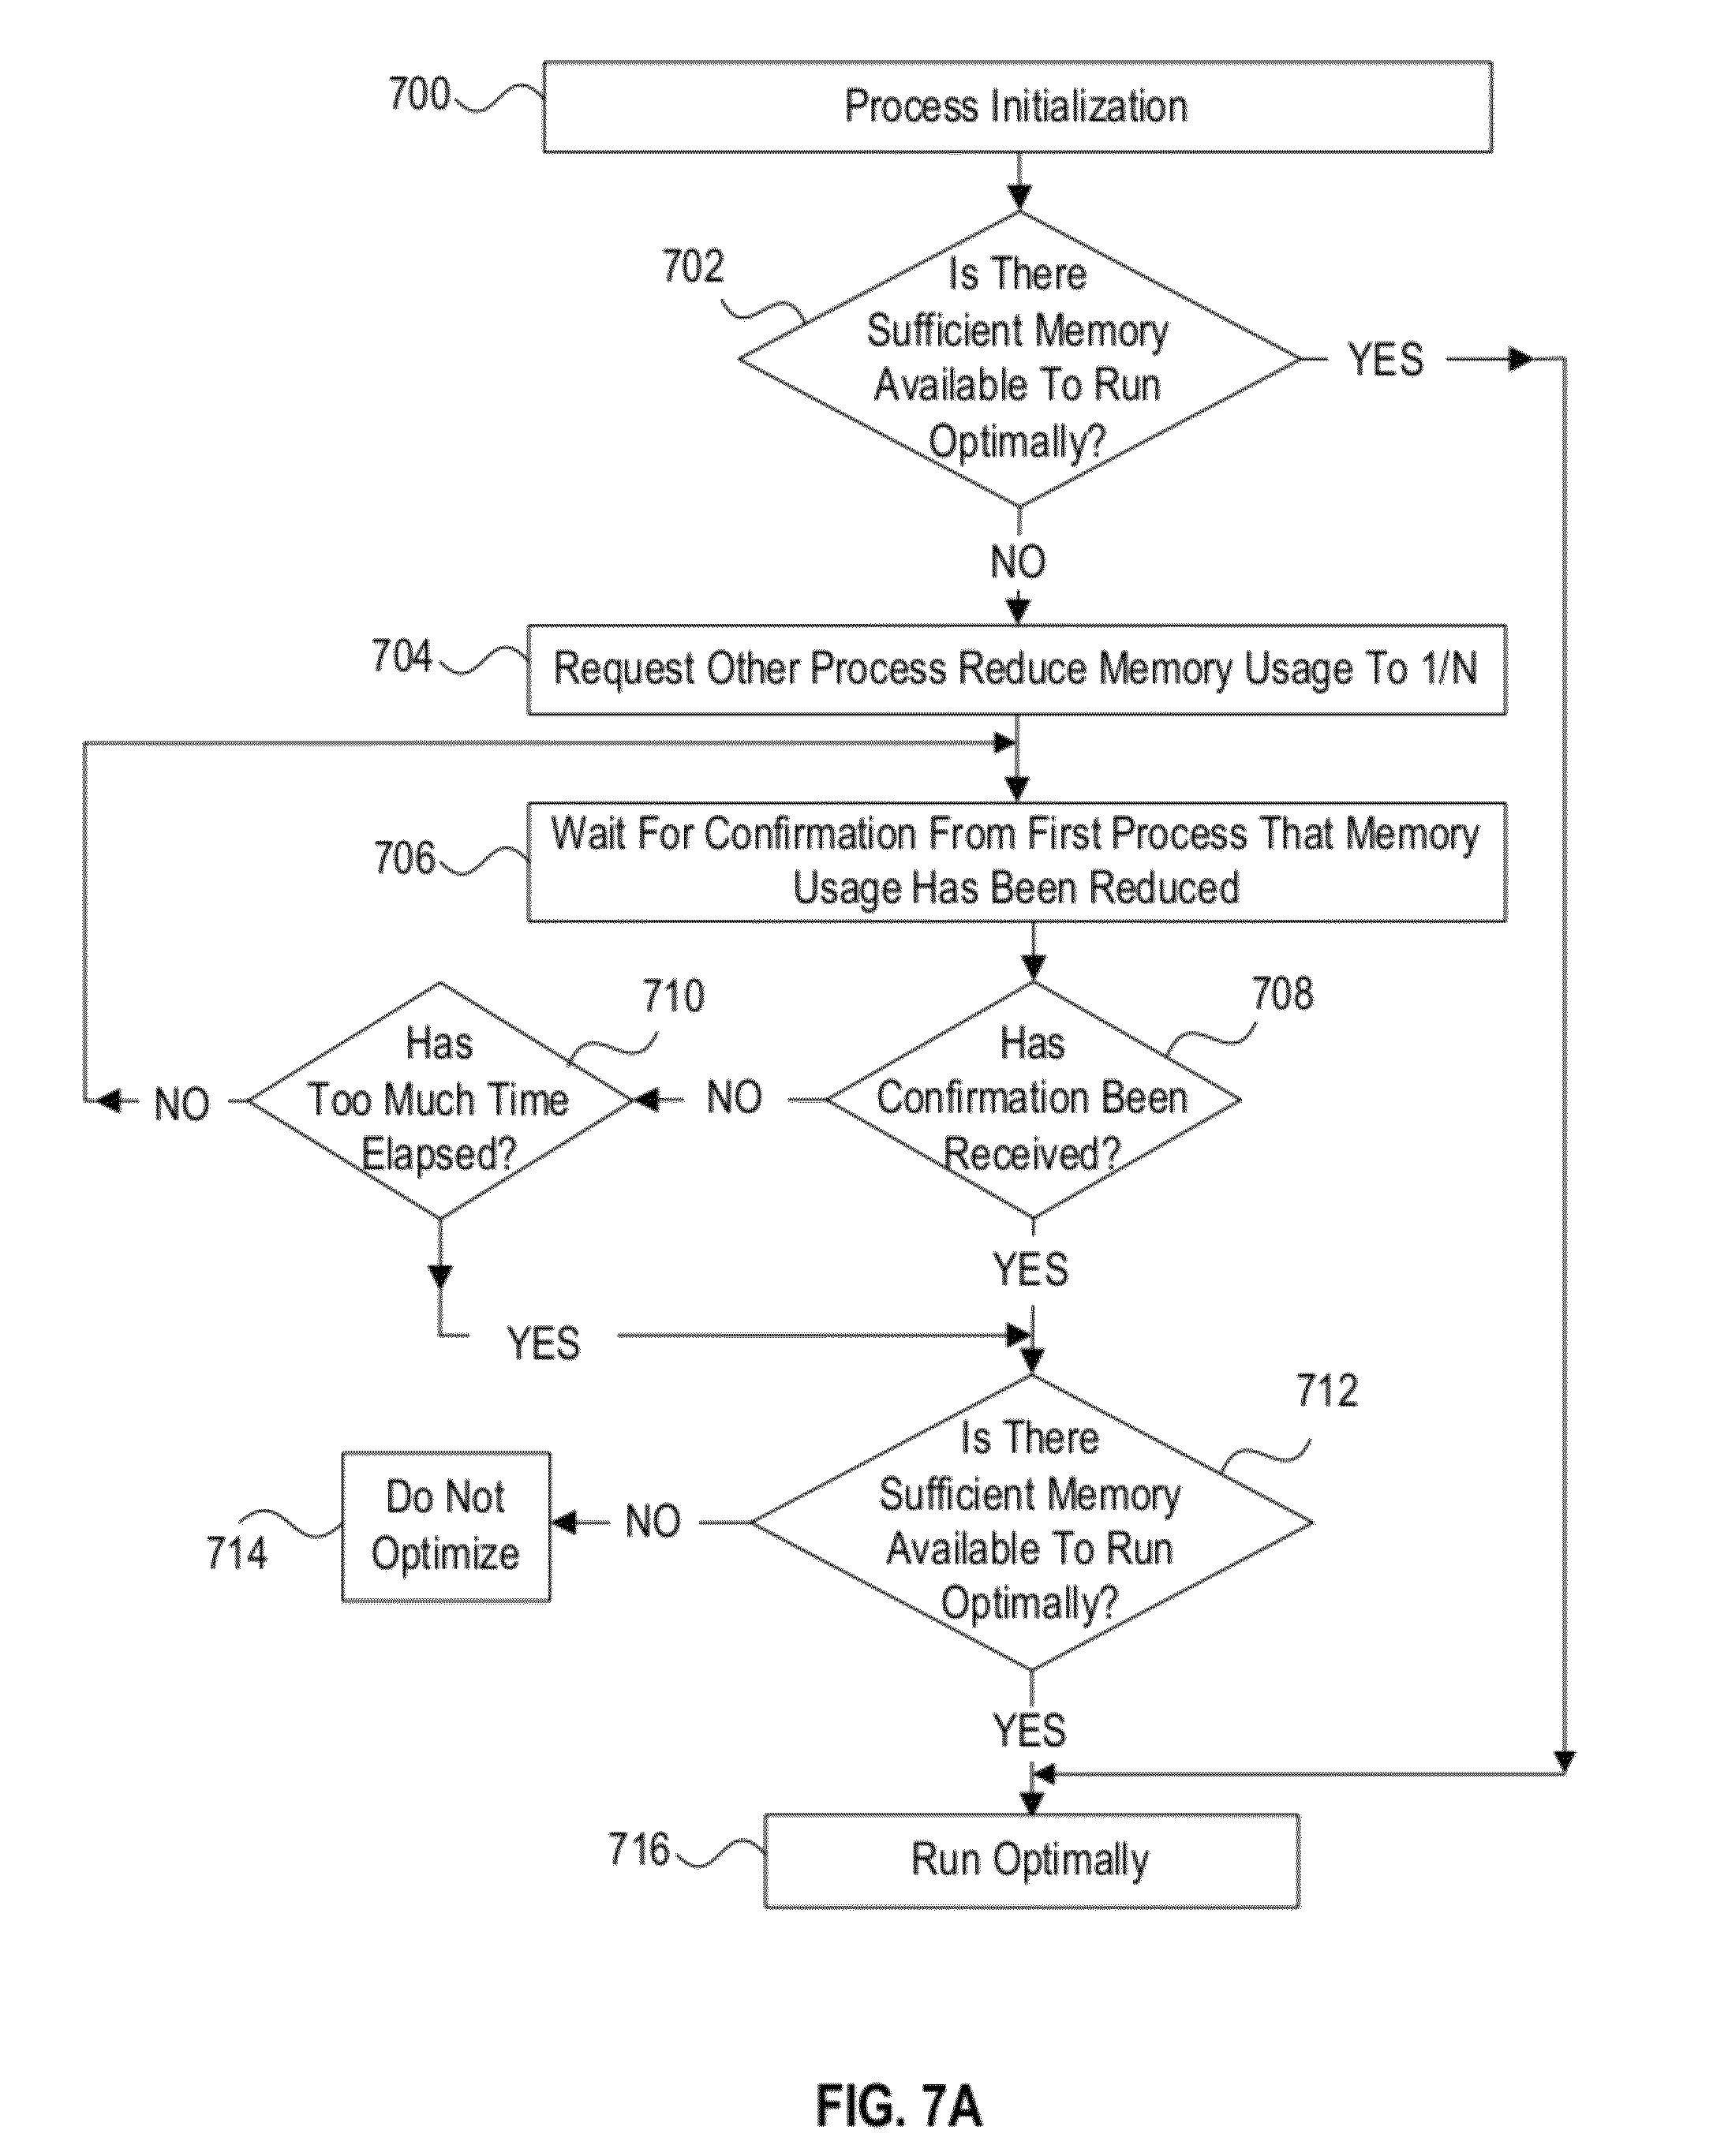 700
Process Initialization
702
Is There
Sufficient Memory
Available To Run
Optimally?
YES
NO
704
Request Other Process Reduce Memory Usage To 1/N
706
Wait For Confirmation From First Process That Memory
Usage Has Been Reduced
710
Has
Too Much Time
Elapsed?
708
Has
Confirmation Been
Received?
NO
NO
YES
YES
712
Is There
Sufficient Memory
Available To Run
Optimally?
NO
714
Do Not
Optimize
YES
716
Run Optimally
FIG. 7A